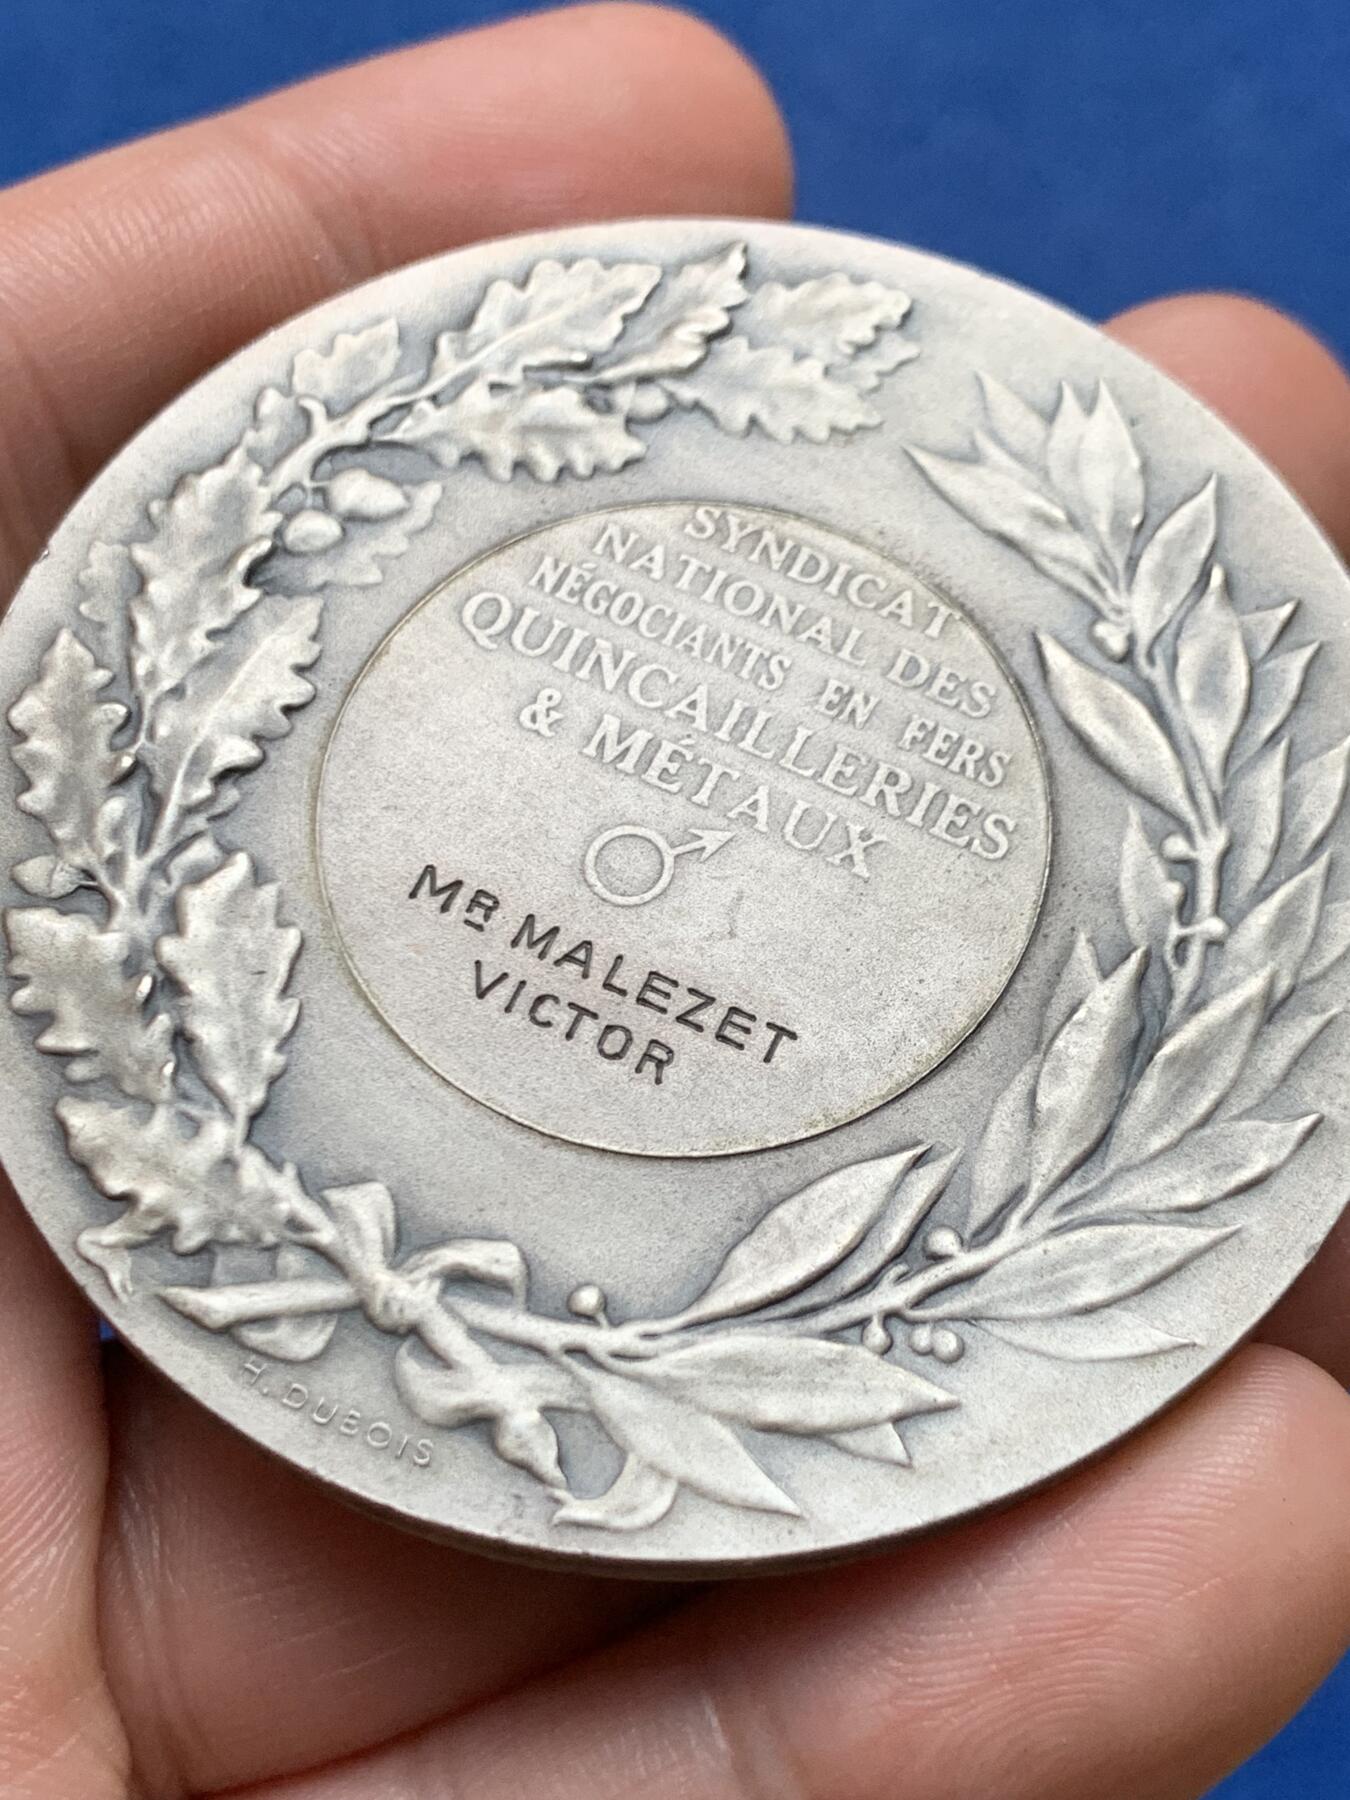 SYNDICAT
NATIONAL DES
NÉGOCIANTS EN FERS
QUINCAILLERIES
& MÉTAUX
MR MALEZET
VICTOR
H. DUBOIS